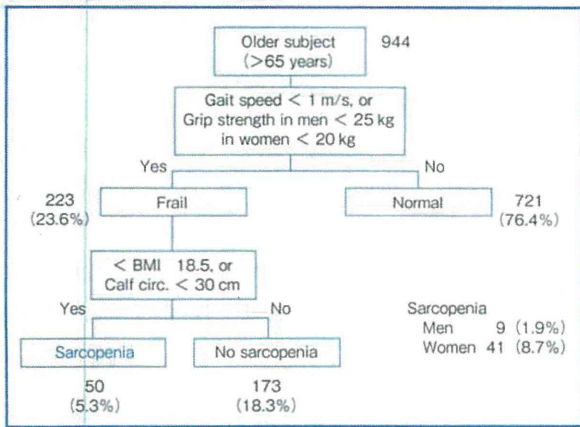 Older subject
(>65 years)
944
Gait speed < 1 m/s, or
Grip strength in men < 25 kg
in women < 20 kg
Yes
No
223
(23.6%)
Frail
Normal
721
(76.4%)
< BMI 18.5, or
Calf circ. < 30 cm
Yes
No
Sarcopenia
No sarcopenia
50
(5.3%)
173
(18.3%)
Sarcopenia
Men 9 (1.9%)
Women 41 (8.7%)